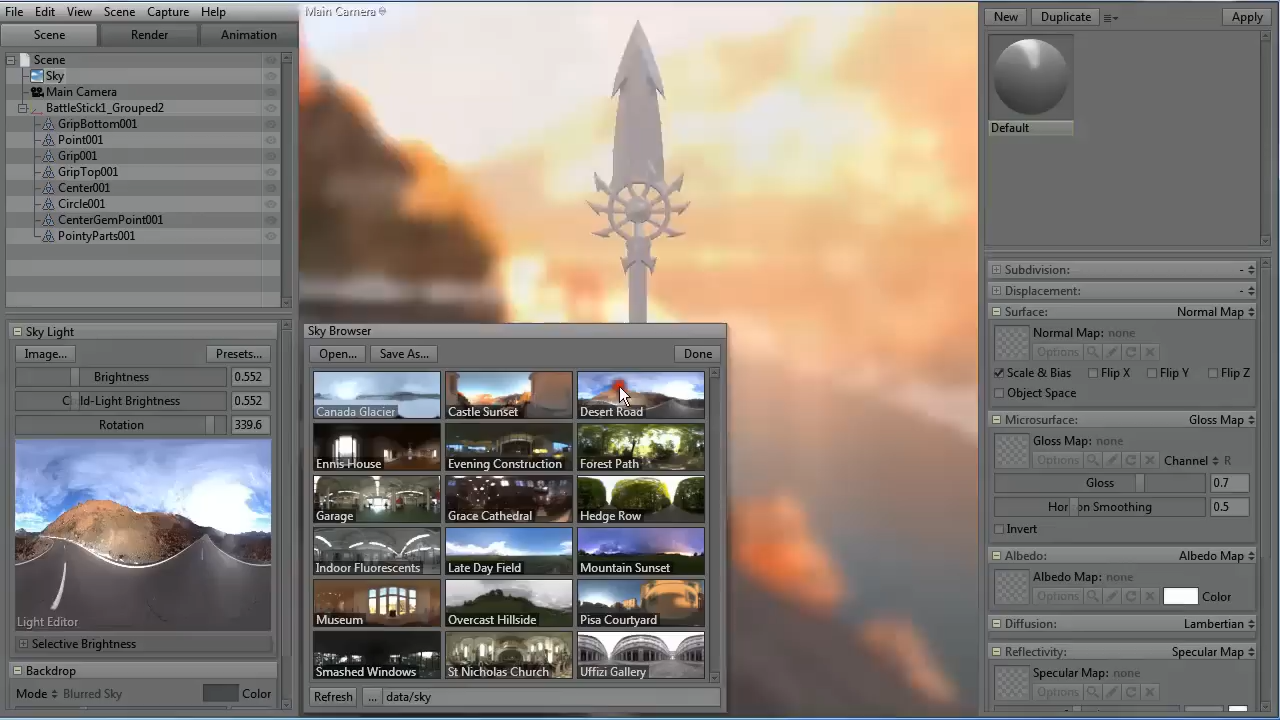 File Edit View Scene Capture Help
Scene Render Animation
Scene
Sky
Main Camera
BattleStick1_Grouped2
GripBottom001
Point001
Grip001
GripTop001
Center001
Circle001
CenterGemPoint001
PointyParts001
Sky Light
Image... Presets...
Brightness 0.552
ld-Light Brightness 0.552
Rotation 339.6
Light Editor
Selective Brightness
Backdrop
Mode Blurred Sky Color
Main Camera
Sky Browser
Open... Save As... Done
Canada Glacier Castle Sunset Desert Road
Ennis House Evening Construction Forest Path
Garage Grace Cathedral Hedge Row
Indoor Fluorescents Late Day Field Mountain Sunset
Museum Overcast Hillside Pisa Courtyard
Smashed Windows St Nicholas Church Uffizi Gallery
Refresh ... data/sky
New Duplicate Apply
Default
Subdivision: -
Displacement: -
Surface: Normal Map
Normal Map: none
Options
Scale & Bias Flip X Flip Y Flip Z
Object Space
Microsurface: Gloss Map
Gloss Map: none
Options Channel R
Gloss 0.7
Hor on Smoothing 0.5
Invert
Albedo: Albedo Map
Albedo Map: none
Options Color
Diffusion: Lambertian
Reflectivity: Specular Map
Specular Map: none
Options